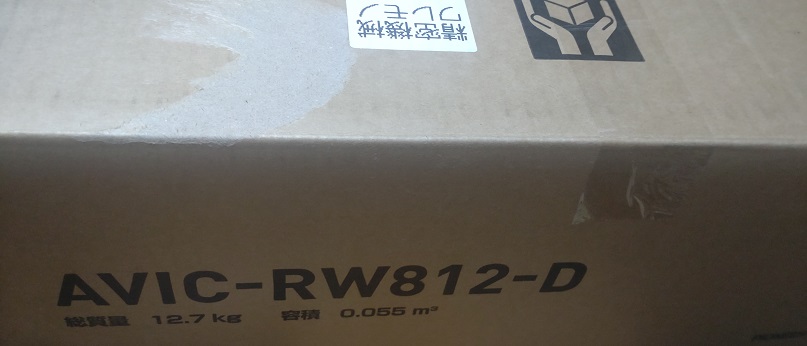 精密機械
ワレモノ
AVIC-RW812-D
総質量 12.7 kg 容積 0.055 m³